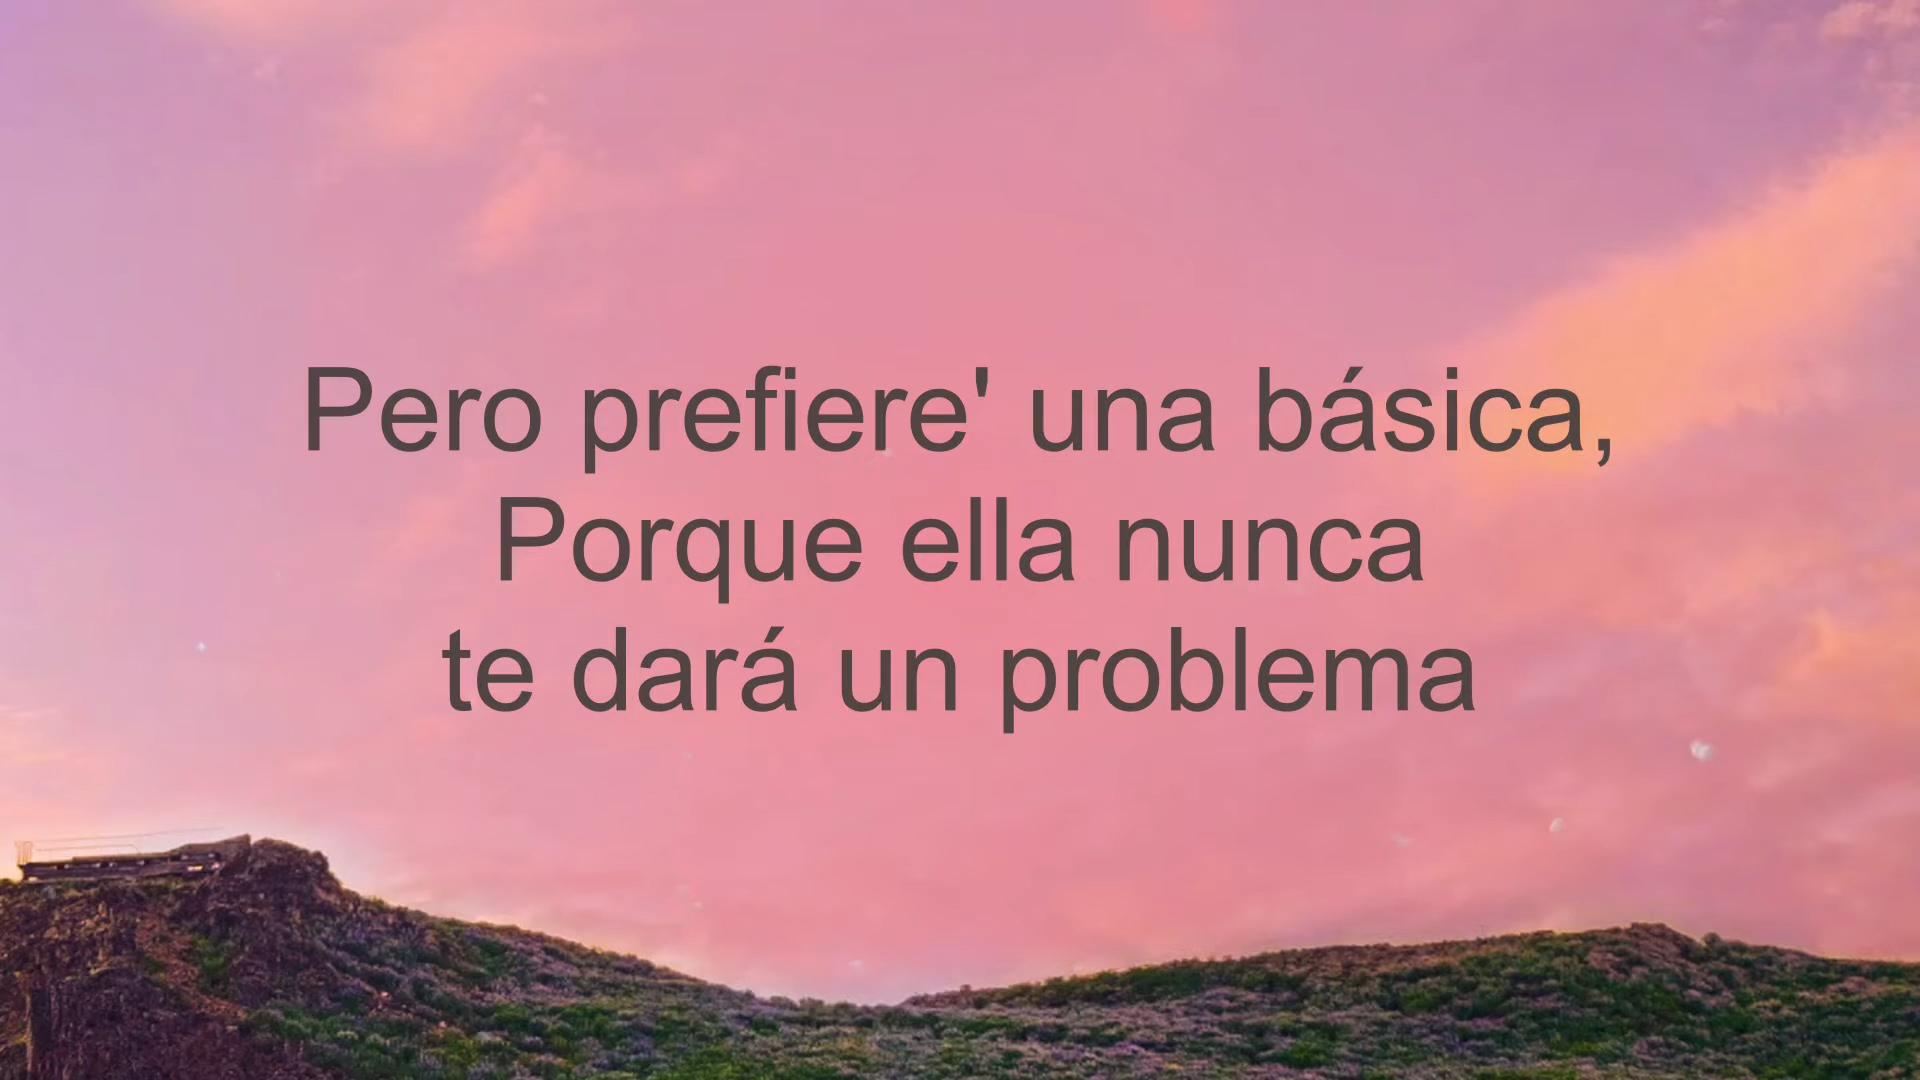 Pero prefiere' una básica,
Porque ella nunca
te dará un problema